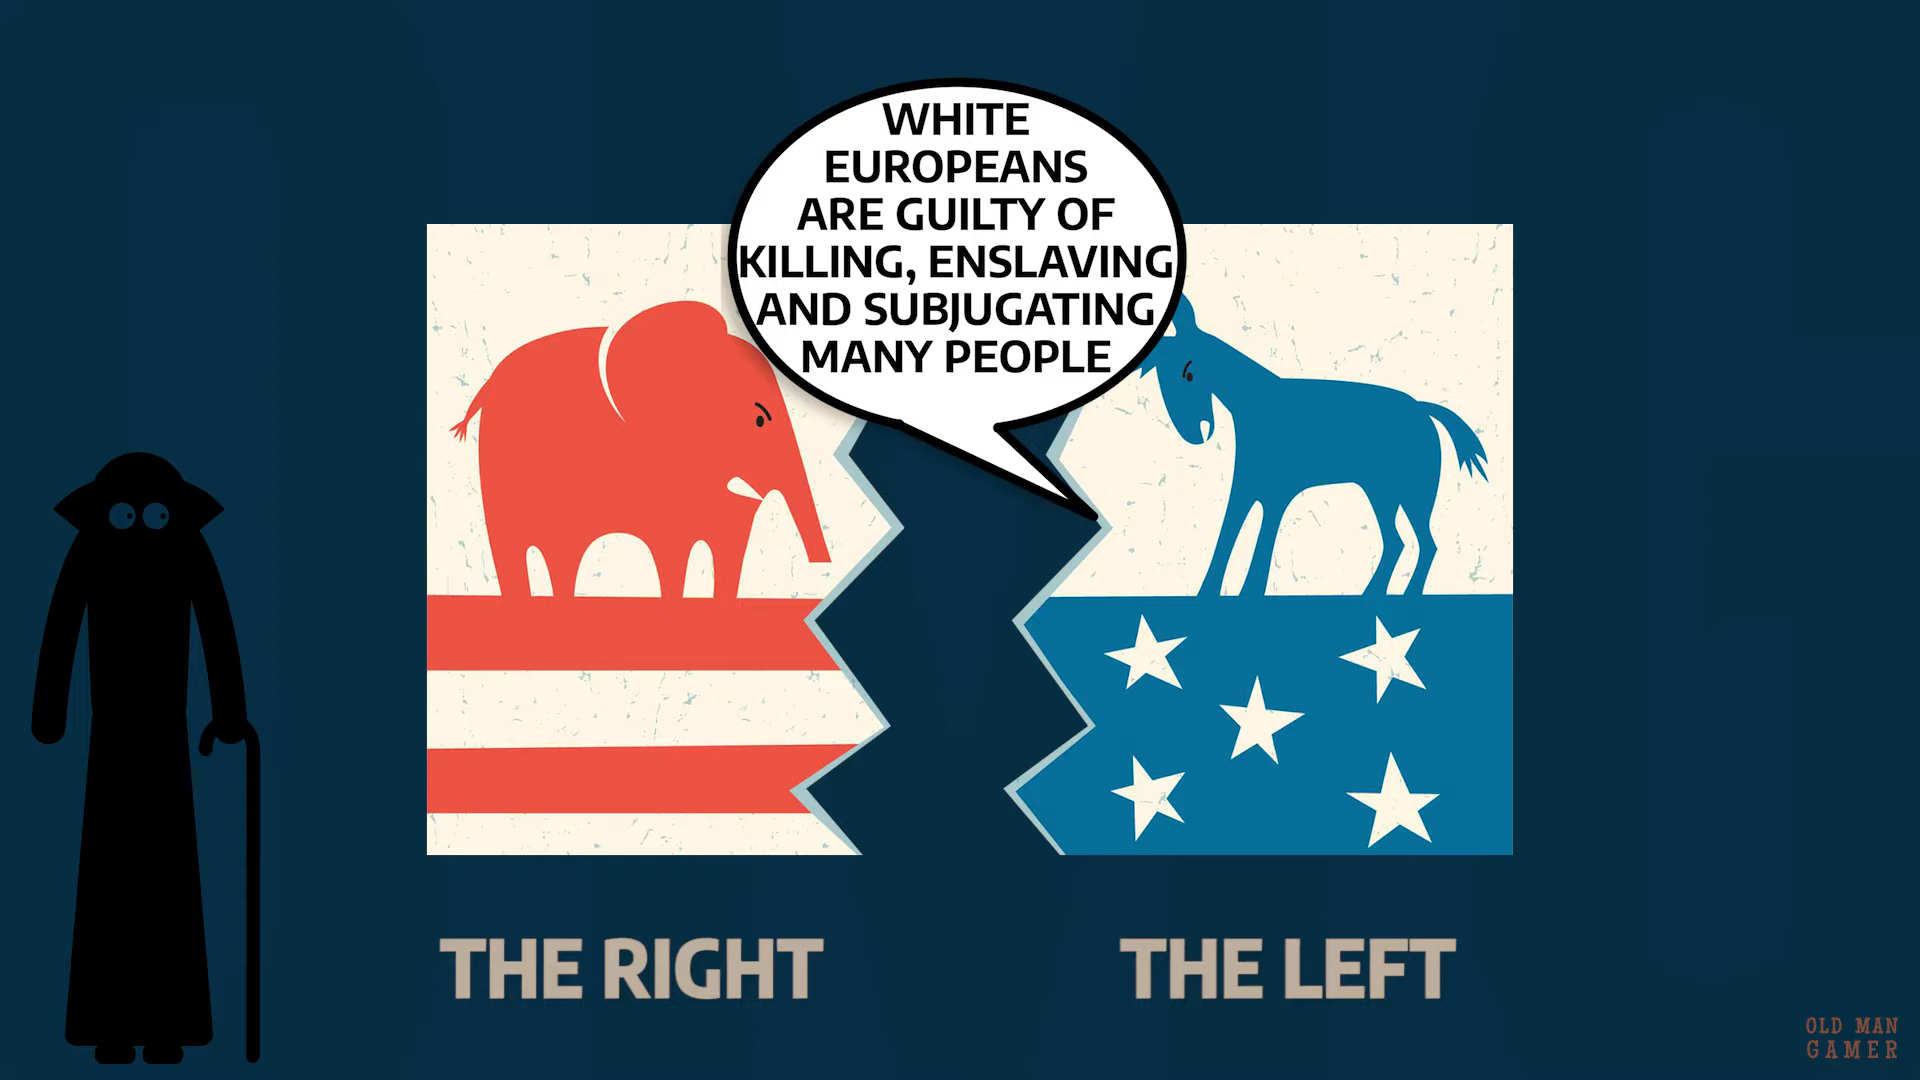 WHITE
EUROPEANS
ARE GUILTY OF
KILLING, ENSLAVING
AND SUBJUGATING
MANY PEOPLE
THE RIGHT
THE LEFT
OLD MAN
GAMER